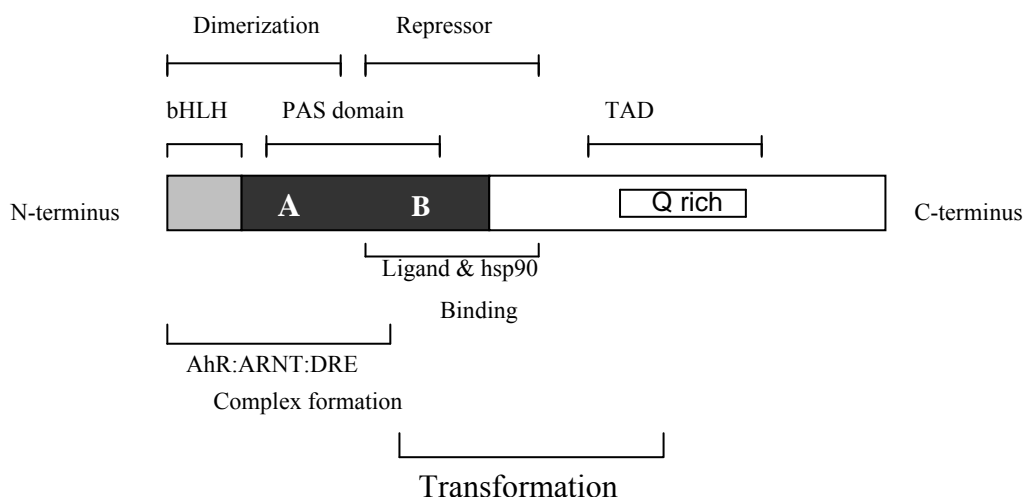 Dimerization Repressor
bHLH PAS domain TAD
N-terminus A B Q rich C-terminus
Ligand & hsp90
Binding
AhR:ARNT:DRE
Complex formation
Transformation